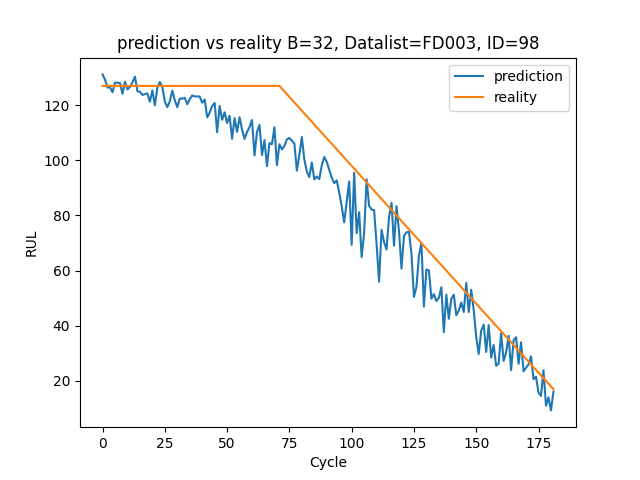 prediction vs reality B=32, Datalist=FD003, ID=98
prediction
reality
RUL
120
100
80
60
40
20
0 25 50 75 100 125 150 175
Cycle